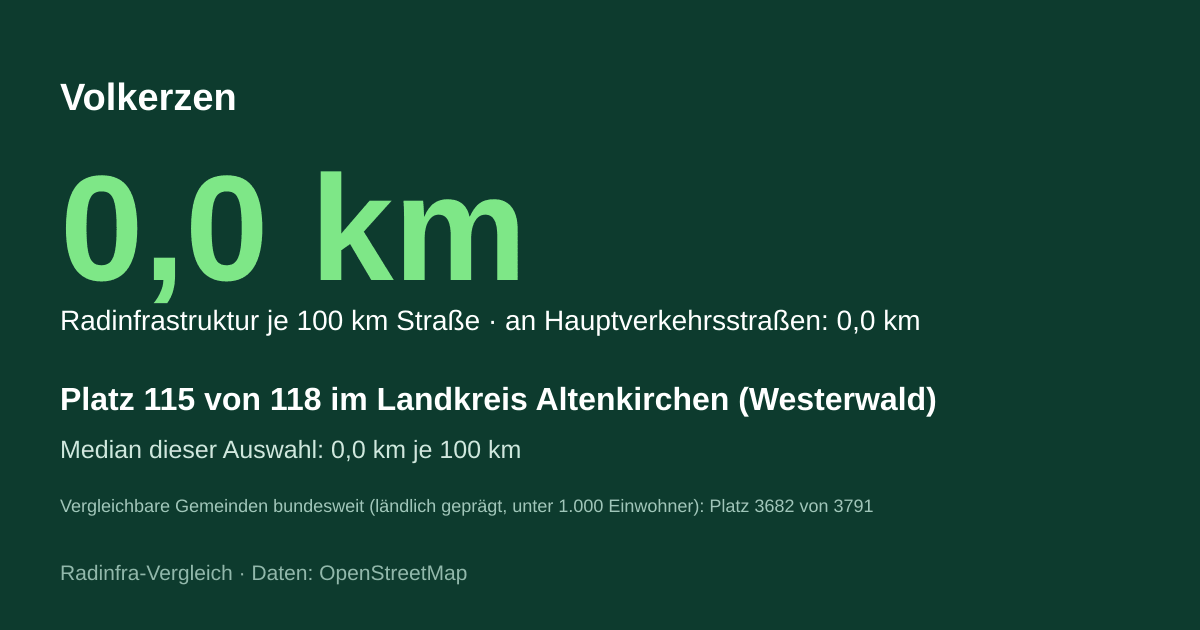 Volkerzen
0,0 km
Radinfrastruktur je 100 km Straße · an Hauptverkehrsstraßen: 0,0 km
Platz 115 von 118 im Landkreis Altenkirchen (Westerwald)
Median dieser Auswahl: 0,0 km je 100 km
Vergleichbare Gemeinden bundesweit (ländlich geprägt, unter 1.000 Einwohner): Platz 3682 von 3791
Radinfra-Vergleich · Daten: OpenStreetMap